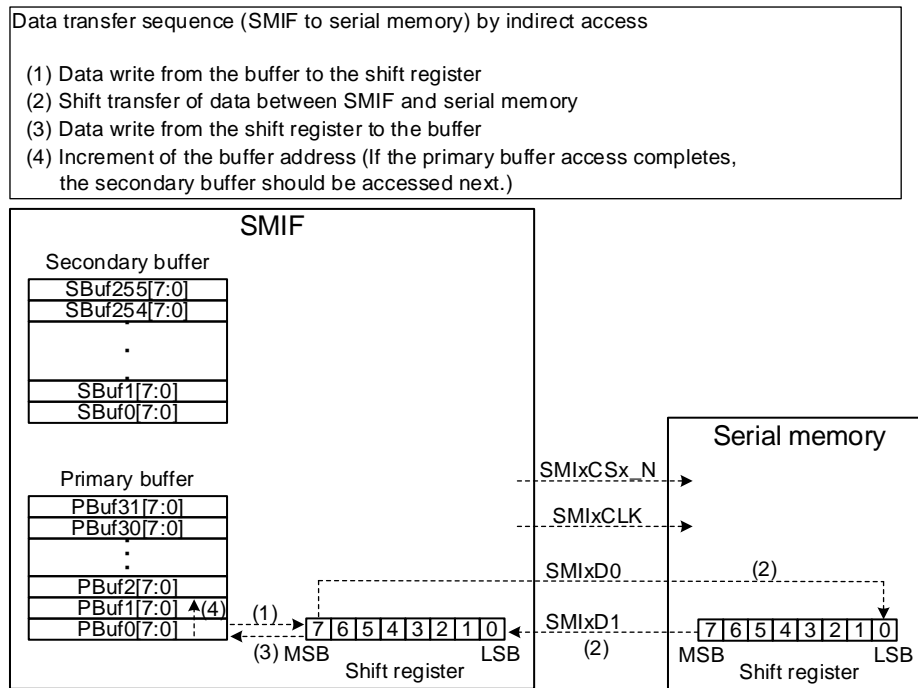 Data transfer sequence (SMIF to serial memory) by indirect access
(1) Data write from the buffer to the shift register
(2) Shift transfer of data between SMIF and serial memory
(3) Data write from the shift register to the buffer
(4) Increment of the buffer address (If the primary buffer access completes,
the secondary buffer should be accessed next.)
SMIF
Secondary buffer
SBuf255[7:0]
SBuf254[7:0]
SBuf1[7:0]
SBuf0[7:0]
Serial memory
Primary buffer
SMIxCSx_N
PBuf31[7:0]
PBuf30[7:0]
SMIxCLK
SMIxD0
(2)
PBuf2[7:0]
PBuf1[7:0]
(4)
(1)
PBuf0[7:0]
7 6 5 4 3 2 1 0
SMIxD1
7 6 5 4 3 2 1 0
(3)
MSB
LSB
(2)
MSB
LSB
Shift register
Shift register